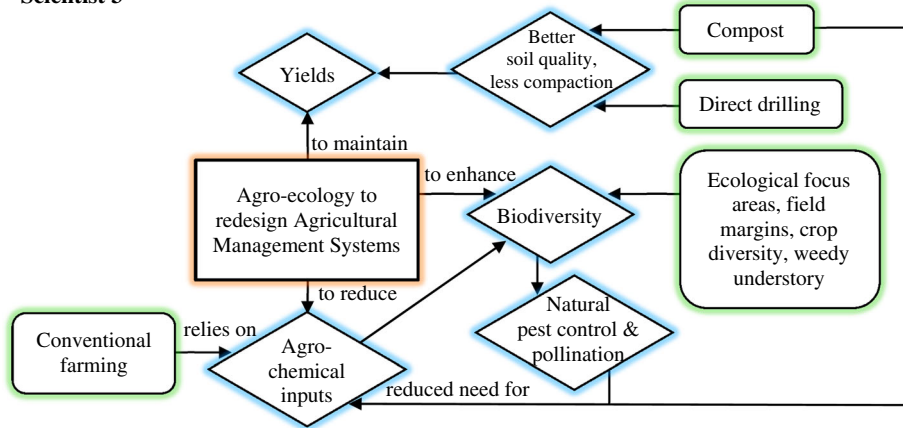 Compost
Better
soil quality,
less compaction
Yields
Direct drilling
to maintain
to enhance
Agro-ecology to
redesign Agricultural
Management Systems
Biodiversity
Ecological focus
areas, field
margins, crop
diversity, weedy
understory
to reduce
Natural
pest control &
pollination
relies on
Conventional
farming
Agro-
chemical
inputs
reduced need for